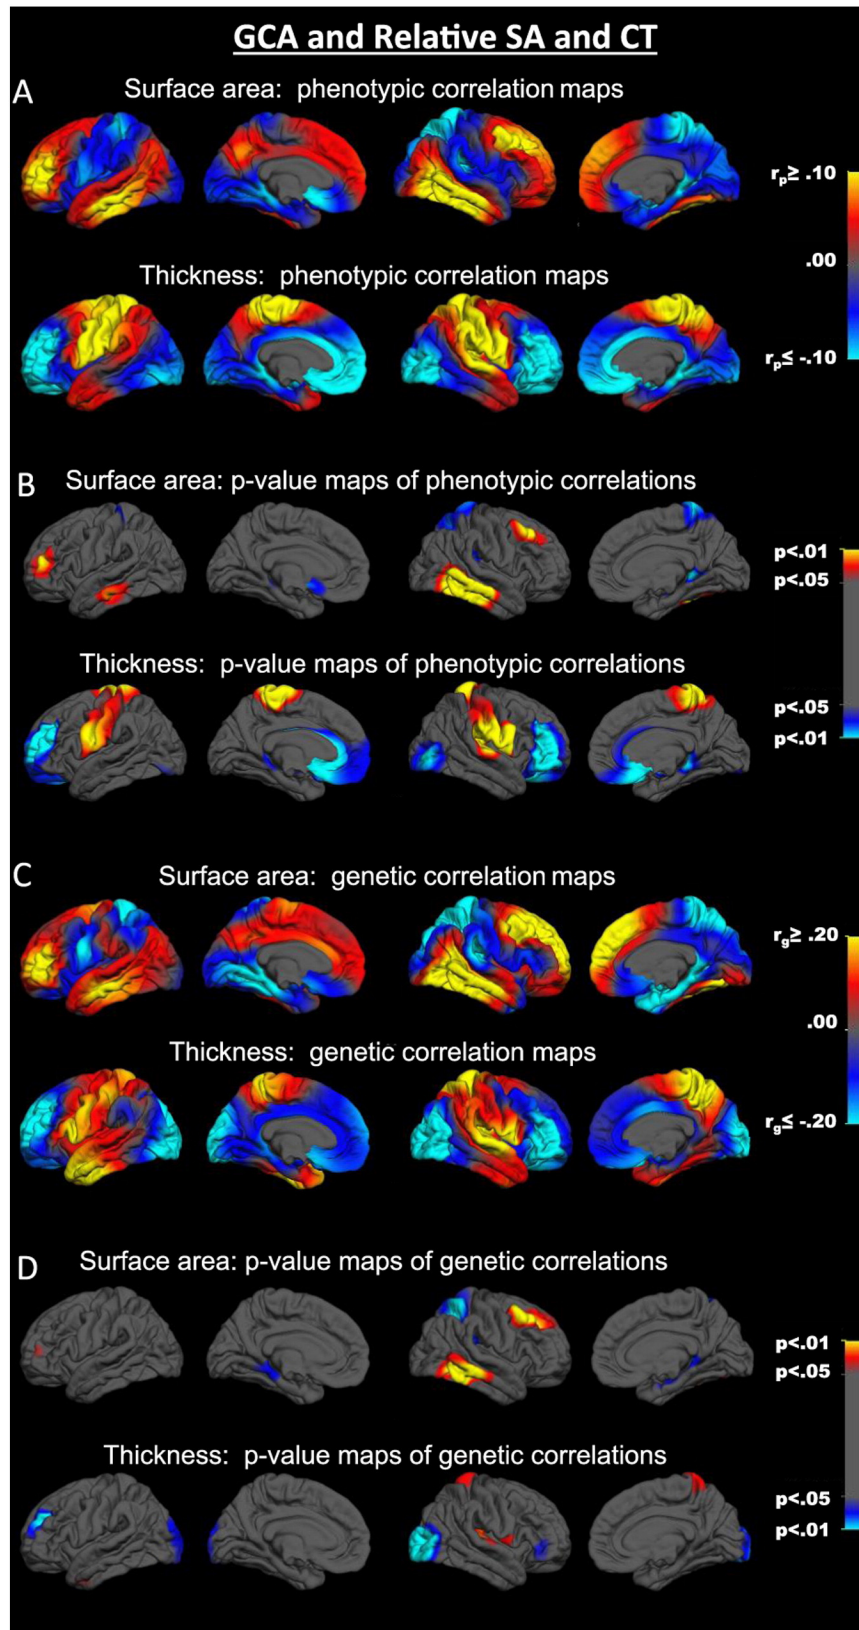 GCA and Relative SA and CT
A
Surface area: phenotypic correlation maps
rp≥ .10
.00
Thickness: phenotypic correlation maps
rp≤ -.10
B
Surface area: p-value maps of phenotypic correlations
p<.01
p<.05
Thickness: p-value maps of phenotypic correlations
p<.05
p<.01
C
Surface area: genetic correlation maps
rg≥ .20
.00
Thickness: genetic correlation maps
rg≤ -.20
D
Surface area: p-value maps of genetic correlations
p<.01
p<.05
Thickness: p-value maps of genetic correlations
p<.05
p<.01